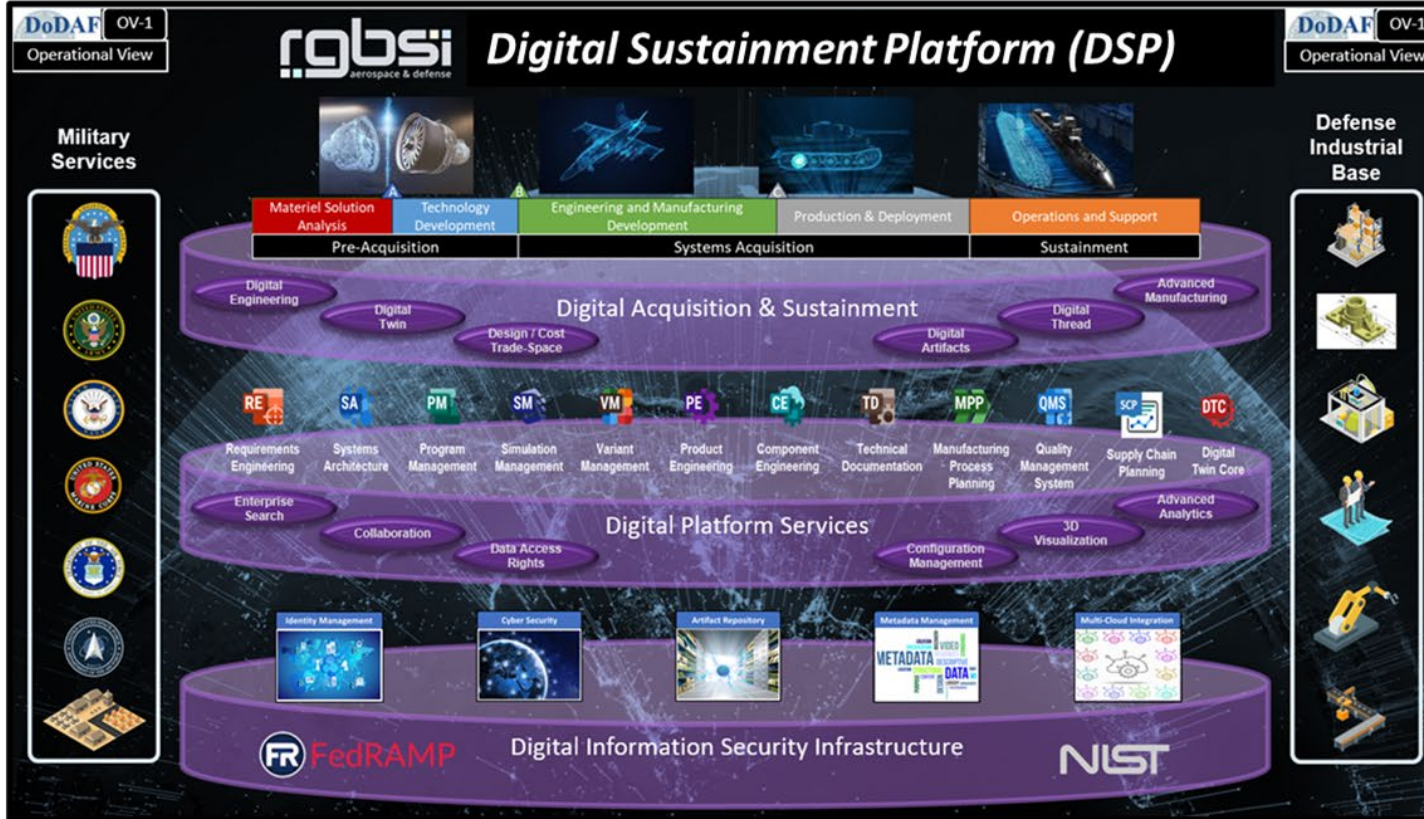 DoDAF OV-1
Operational View
rgbsi
aerospace & defense
Digital Sustainment Platform (DSP)
DoDAF OV-1
Operational View
Military
Services
Defense
Industrial
Base
A
B
C
Materiel Solution
Analysis
Technology
Development
Engineering and Manufacturing
Development
Production & Deployment
Operations and Support
Pre-Acquisition
Systems Acquisition
Sustainment
Digital
Engineering
Digital
Twin
Design / Cost
Trade-Space
Digital Acquisition & Sustainment
Digital
Artifacts
Digital
Thread
Advanced
Manufacturing
RE
SA
PM
SM
VM
PE
CE
TD
MPP
QMS
SCP
DTC
Requirements
Engineering
Systems
Architecture
Program
Management
Simulation
Management
Variant
Management
Product
Engineering
Component
Engineering
Technical
Documentation
Manufacturing
Process
Planning
Quality
Management
System
Supply Chain
Planning
Digital
Twin Core
Enterprise
Search
Collaboration
Data Access
Rights
Digital Platform Services
Configuration
Management
3D
Visualization
Advanced
Analytics
Identity Management
Cyber Security
Artifact Repository
Metadata Management
Multi-Cloud Integration
VIDEO
METADATA
DESCRIPTIVE
DATA
FR FedRAMP
Digital Information Security Infrastructure
NIST